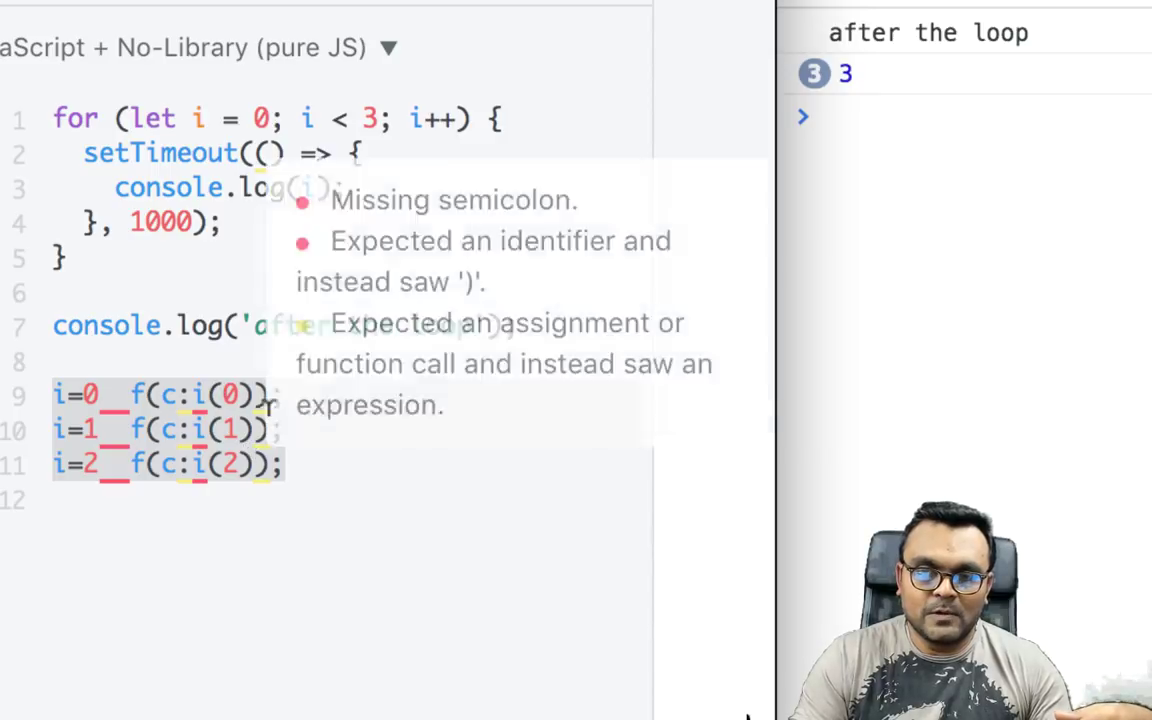 aScript + No-Library (pure JS) ▼
1 for (let i = 0; i < 3; i++) {
2 setTimeout(() => {
3 console.log(i);
4 }, 1000);
5 }
6
7 console.log('after the loop');
8
9 i=0 f(c:i(0));
10 i=1 f(c:i(1));
11 i=2 f(c:i(2));
12
Missing semicolon.
Expected an identifier and
instead saw ')'.
Expected an assignment or
function call and instead saw an
expression.
after the loop
3 3
>